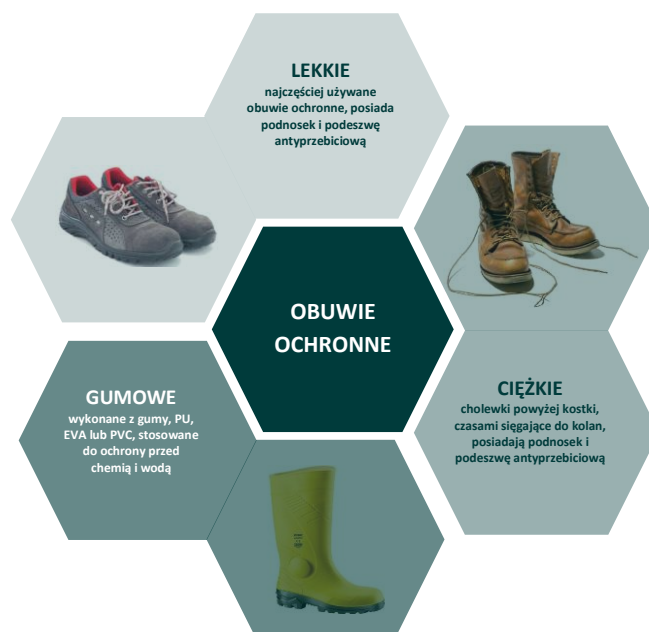 LEKKIE
najczęściej używane
obuwie ochronne, posiada
podnosek i podeszwę
antyprzebiciową
OBUWIE
OCHRONNE
GUMOWE
wykonane z gumy, PU,
EVA lub PVC, stosowane
do ochrony przed
chemią i wodą
CIĘŻKIE
cholewki powyżej kostki,
czasami sięgające do kolan,
posiadają podnosek i
podeszwę antyprzebiciową